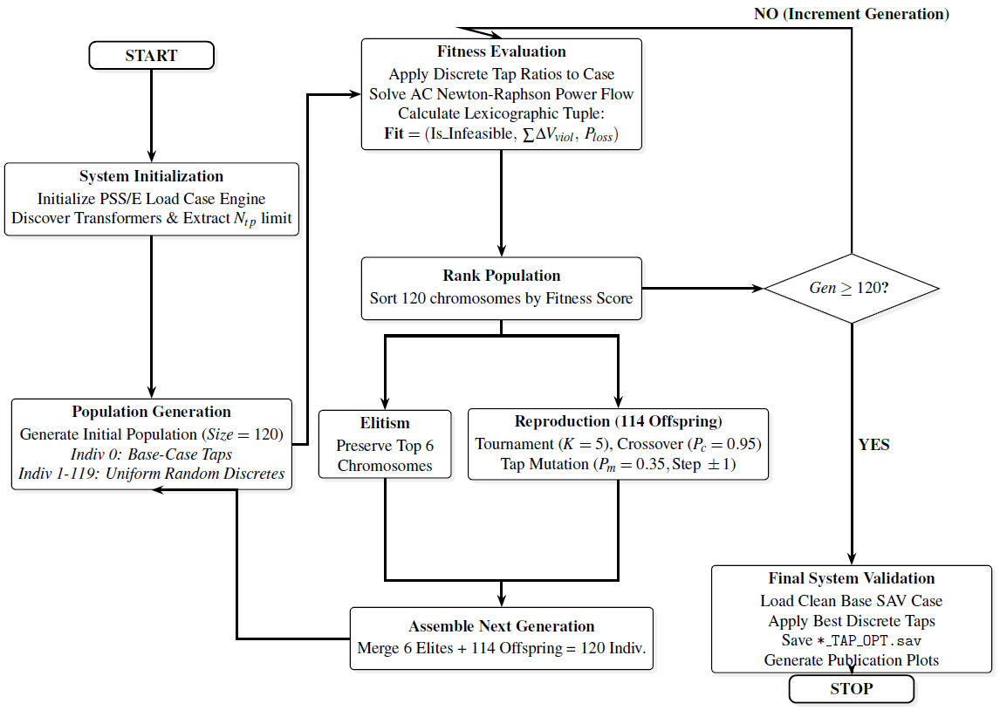 NO (Increment Generation)
START
Fitness Evaluation
Apply Discrete Tap Ratios to Case
Solve AC Newton-Raphson Power Flow
Calculate Lexicographic Tuple:
Fit = (Is_Infeasible, ∑ΔV_viol, P_loss)
System Initialization
Initialize PSS/E Load Case Engine
Discover Transformers & Extract N_tp limit
Rank Population
Sort 120 chromosomes by Fitness Score
Gen ≥ 120?
Population Generation
Generate Initial Population (Size = 120)
Indiv 0: Base-Case Taps
Indiv 1-119: Uniform Random Discretes
Elitism
Preserve Top 6
Chromosomes
Reproduction (114 Offspring)
Tournament (K = 5), Crossover (P_c = 0.95)
Tap Mutation (P_m = 0.35, Step ±1)
YES
Assemble Next Generation
Merge 6 Elites + 114 Offspring = 120 Indiv.
Final System Validation
Load Clean Base SAV Case
Apply Best Discrete Taps
Save *_TAP_OPT.sav
Generate Publication Plots
STOP